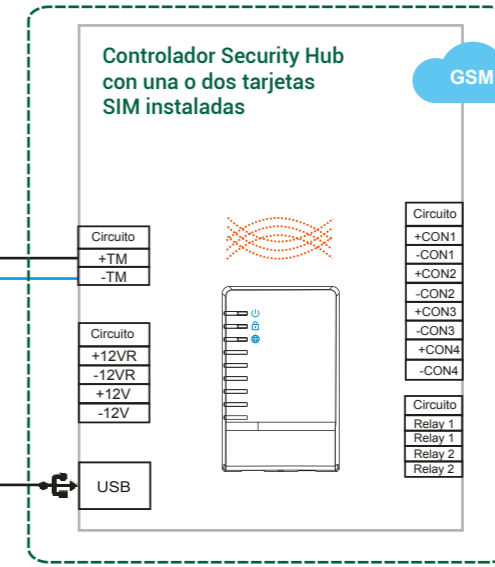 Controlador Security Hub
con una o dos tarjetas
SIM instaladas
GSM
Circuito
+TM
-TM
Circuito
+12VR
-12VR
+12V
-12V
USB
Circuito
+CON1
-CON1
+CON2
-CON2
+CON3
-CON3
+CON4
-CON4
Circuito
Relay 1
Relay 1
Relay 2
Relay 2